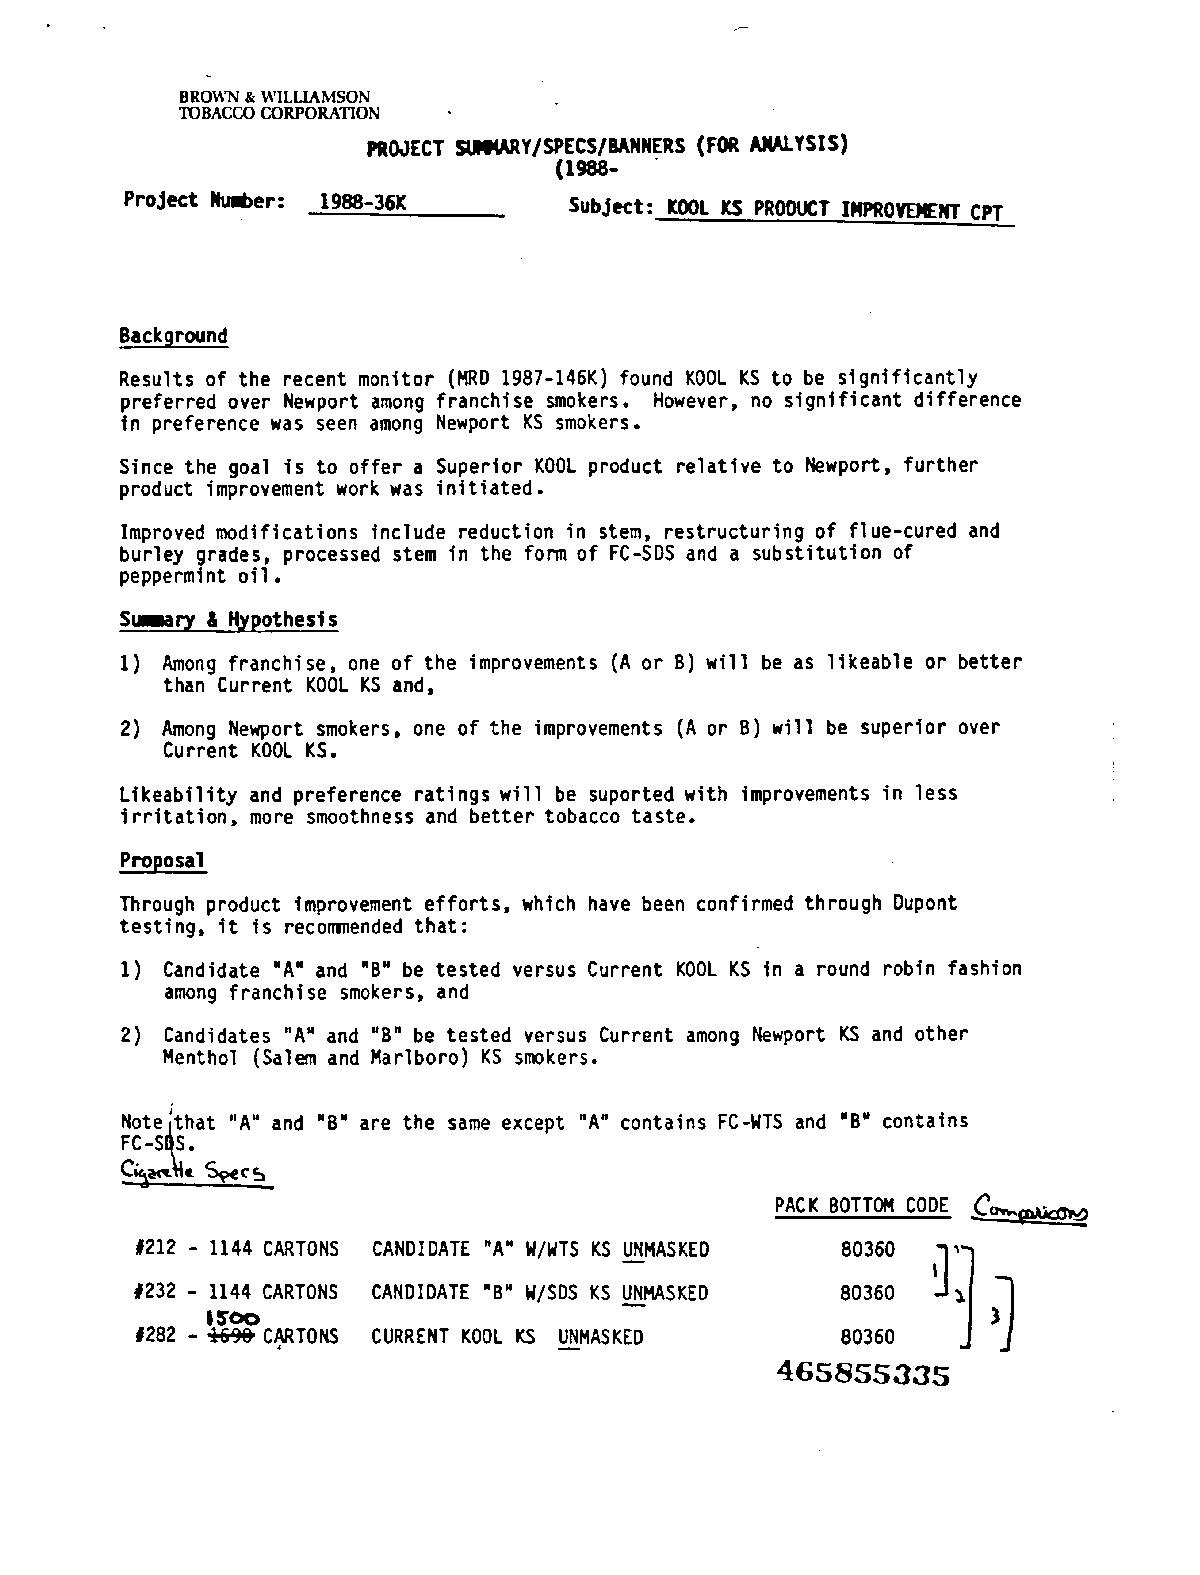 BROWN & WILLIAMSON
TOBACCO CORPORATION
PROJECT SUMMARY/SPECS/BANNERS (FOR ANALYSIS)
(1988-
Project Number: 1988-36K Subject: KOOL KS PRODUCT IMPROVEMENT CPT
Background
Results of the recent monitor (MRD 1987-146K) found KOOL KS to be significantly
preferred over Newport among franchise smokers. However, no significant difference
in preference was seen among Newport KS smokers.
Since the goal is to offer a Superior KOOL product relative to Newport, further
product improvement work was initiated.
Improved modifications include reduction in stem, restructuring of flue-cured and
burley grades, processed stem in the form of FC-SDS and a substitution of
peppermint oil.
Summary & Hypothesis
1) Among franchise, one of the improvements (A or B) will be as likeable or better
than Current KOOL KS and,
2) Among Newport smokers, one of the improvements (A or B) will be superior over
Current KOOL KS.
Likeability and preference ratings will be suported with improvements in less
irritation, more smoothness and better tobacco taste.
Proposal
Through product improvement efforts, which have been confirmed through Dupont
testing, it is recommended that:
1) Candidate "A" and "B" be tested versus Current KOOL KS in a round robin fashion
among franchise smokers, and
2) Candidates "A" and "B" be tested versus Current among Newport KS and other
Menthol (Salem and Marlboro) KS smokers.
Note that "A" and "B" are the same except "A" contains FC-WTS and "B" contains
FC-SDS.
Cigarette Specs
PACK BOTTOM CODE Comparisons
#212 - 1144 CARTONS CANDIDATE "A" W/WTS KS UNMASKED 80360
1
#232 - 1144 CARTONS CANDIDATE "B" W/SDS KS UNMASKED 80360 2
1500 3
#282 - 1690 CARTONS CURRENT KOOL KS UNMASKED 80360
465855335